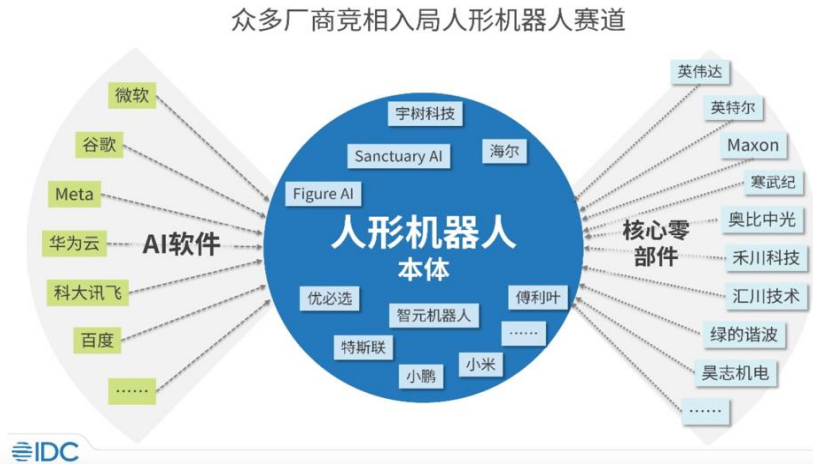 众多厂商竞相入局人形机器人赛道
微软
谷歌
Meta
华为云
科大讯飞
百度
……
AI软件
宇树科技
Sanctuary AI
海尔
Figure AI
人形机器人
本体
优必选
智元机器人
傅利叶
……
特斯联
小鹏
小米
核心零
部件
英伟达
英特尔
Maxon
寒武纪
奥比中光
禾川科技
汇川技术
绿的谐波
昊志机电
……
IDC